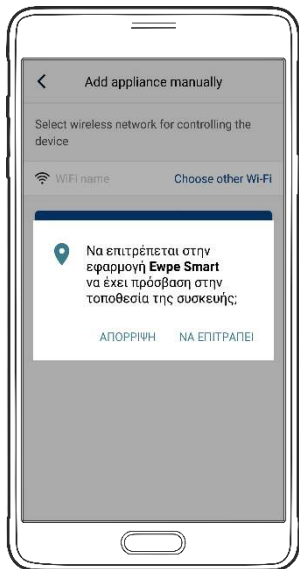 Add appliance manually
Select wireless network for controlling the
device
WiFi name Choose other Wi-Fi
Να επιτρέπεται στην
εφαρμογή Ewpe Smart
να έχει πρόσβαση στην
τοποθεσία της συσκευής;
ΑΠΟΡΡΙΨΗ ΝΑ ΕΠΙΤΡΑΠΕΙ